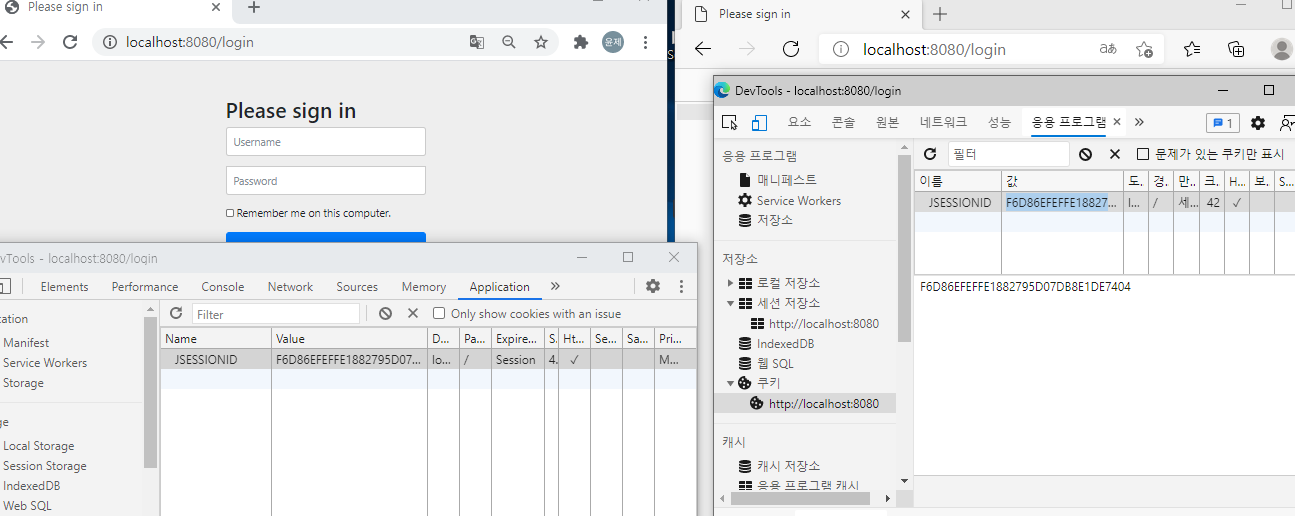 Please sign in
localhost:8080/login
윤제
Please sign in
Username
Password
Remember me on this computer.
vTools - localhost:8080/login
Elements Performance Console Network Sources Memory Application
Filter
Only show cookies with an issue
cation
Manifest
Service Workers
Storage
ge
Local Storage
Session Storage
IndexedDB
Web SQL
Name Value D... Pa... Expire... S. Ht... Se... Sa... Pri...
JSESSIONID F6D86EFEFFE1882795D07... lo... / Session 4. ✓ M...
Please sign in
localhost:8080/login
aあ
DevTools - localhost:8080/login
요소 콘솔 원본 네트워크 성능 응용 프로그램
1
응용 프로그램
매니페스트
Service Workers
저장소
저장소
로컬 저장소
세션 저장소
http://localhost:8080
IndexedDB
웹 SQL
쿠키
http://localhost:8080
캐시
캐시 저장소
응용 프로그램 캐시
필터
문제가 있는 쿠키만 표시
이름 값 도.. 경. 만.. 크. H... 보. S...
JSESSIONID F6D86EFEFFE18827... l... / 세... 42 ✓
F6D86EFEFFE1882795D07DB8E1DE7404